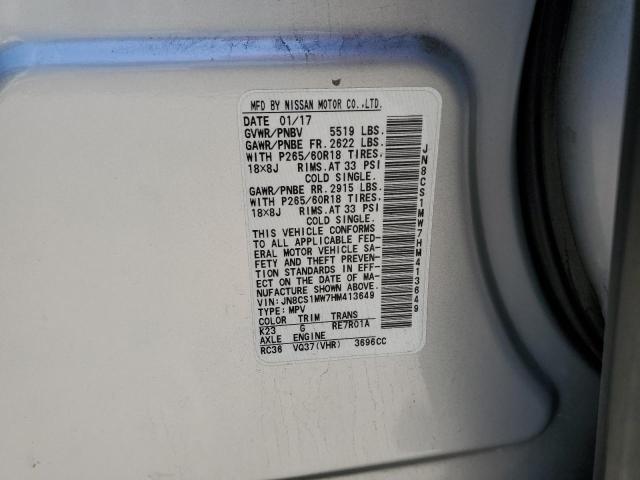 MFD BY NISSAN MOTOR CO.,LTD.
DATE 01/17
GVWR/PNBV 5519 LBS.
GAWR/PNBE FR.2622 LBS.
WITH P265/60R18 TIRES,
18×8J RIMS.AT 33 PSI
COLD SINGLE.
GAWR/PNBE RR.2915 LBS.
WITH P265/60R18 TIRES,
18×8J RIMS.AT 33 PSI
COLD SINGLE.
THIS VEHICLE CONFORMS
TO ALL APPLICABLE FED-
ERAL MOTOR VEHICLE SA-
FETY AND THEFT PREVEN-
TION STANDARDS IN EFF-
ECT ON THE DATE OF MA-
NUFACTURE SHOWN ABOVE.
VIN:JN8CS1MW7HM413649
TYPE:MPV
COLOR TRIM TRANS
K23 G RE7R01A
AXLE ENGINE
RC36 VQ37(VHR) 3696CC
JN8CS1MW7HM413649